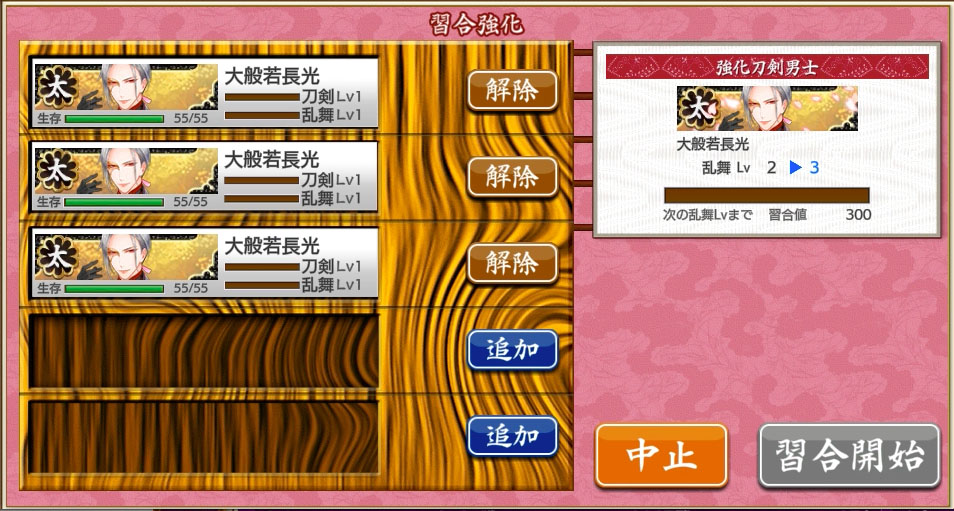 習合強化
太
大般若長光
刀剣Lv1
乱舞Lv1
生存 55/55
解除
太
大般若長光
刀剣Lv1
乱舞Lv1
生存 55/55
解除
太
大般若長光
刀剣Lv1
乱舞Lv1
生存 55/55
解除
追加
追加
強化刀剣男士
太
大般若長光
乱舞 Lv 2 ▶ 3
次の乱舞Lvまで 習合値 300
中止
習合開始